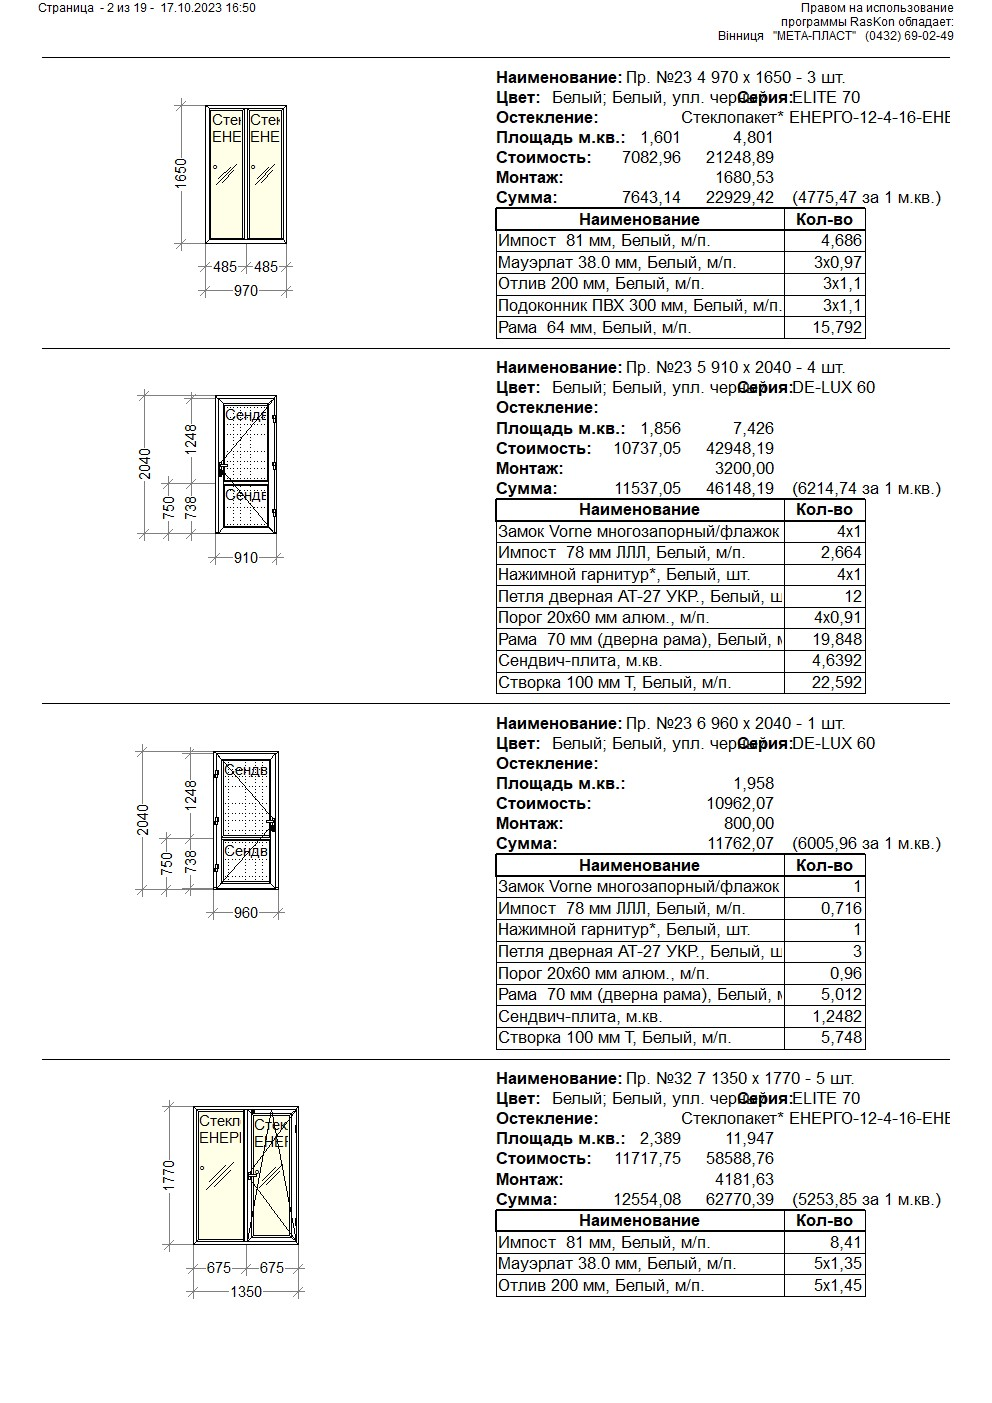 Страница - 2 из 19 - 17.10.2023 16:50
Правом на использование
программы RasKon обладает:
Вінниця "МЕТА-ПЛАСТ" (0432) 69-02-49
Наименование: Пр. №23 4 970 x 1650 - 3 шт.
Цвет: Белый; Белый, упл. черный Серия: ELITE 70
Остекление: Стеклопакет* ЕНЕРГО-12-4-16-ЕНЕ
Площадь м.кв.: 1,601 4,801
Стоимость: 7082,96 21248,89
Монтаж: 1680,53
Сумма: 7643,14 22929,42 (4775,47 за 1 м.кв.)
Наименование Кол-во
Импост 81 мм, Белый, м/п. 4,686
Мауэрлат 38.0 мм, Белый, м/п. 3x0,97
Отлив 200 мм, Белый, м/п. 3x1,1
Подоконник ПВХ 300 мм, Белый, м/п. 3x1,1
Рама 64 мм, Белый, м/п. 15,792
Стек Стек
ЕНЕ ЕНЕ
1650
485 485
970
Наименование: Пр. №23 5 910 x 2040 - 4 шт.
Цвет: Белый; Белый, упл. черный Серия: DE-LUX 60
Остекление:
Площадь м.кв.: 1,856 7,426
Стоимость: 10737,05 42948,19
Монтаж: 3200,00
Сумма: 11537,05 46148,19 (6214,74 за 1 м.кв.)
Наименование Кол-во
Замок Vorne многозапорный/флажок 4x1
Импост 78 мм ЛЛЛ, Белый, м/п. 2,664
Нажимной гарнитур*, Белый, шт. 4x1
Петля дверная АТ-27 УКР., Белый, ш 12
Порог 20x60 мм алюм., м/п. 4x0,91
Рама 70 мм (дверна рама), Белый, м 19,848
Сендвич-плита, м.кв. 4,6392
Створка 100 мм Т, Белый, м/п. 22,592
Сендв
Сендв
2040
750
1248
738
910
Наименование: Пр. №23 6 960 x 2040 - 1 шт.
Цвет: Белый; Белый, упл. черный Серия: DE-LUX 60
Остекление:
Площадь м.кв.: 1,958
Стоимость: 10962,07
Монтаж: 800,00
Сумма: 11762,07 (6005,96 за 1 м.кв.)
Наименование Кол-во
Замок Vorne многозапорный/флажок 1
Импост 78 мм ЛЛЛ, Белый, м/п. 0,716
Нажимной гарнитур*, Белый, шт. 1
Петля дверная АТ-27 УКР., Белый, ш 3
Порог 20x60 мм алюм., м/п. 0,96
Рама 70 мм (дверна рама), Белый, м 5,012
Сендвич-плита, м.кв. 1,2482
Створка 100 мм Т, Белый, м/п. 5,748
Сендв
Сендв
2040
750
1248
738
960
Наименование: Пр. №32 7 1350 x 1770 - 5 шт.
Цвет: Белый; Белый, упл. черный Серия: ELITE 70
Остекление: Стеклопакет* ЕНЕРГО-12-4-16-ЕНЕ
Площадь м.кв.: 2,389 11,947
Стоимость: 11717,75 58588,76
Монтаж: 4181,63
Сумма: 12554,08 62770,39 (5253,85 за 1 м.кв.)
Наименование Кол-во
Импост 81 мм, Белый, м/п. 8,41
Мауэрлат 38.0 мм, Белый, м/п. 5x1,35
Отлив 200 мм, Белый, м/п. 5x1,45
Стекл Стек
ЕНЕРГ ЕНЕР
1770
675 675
1350